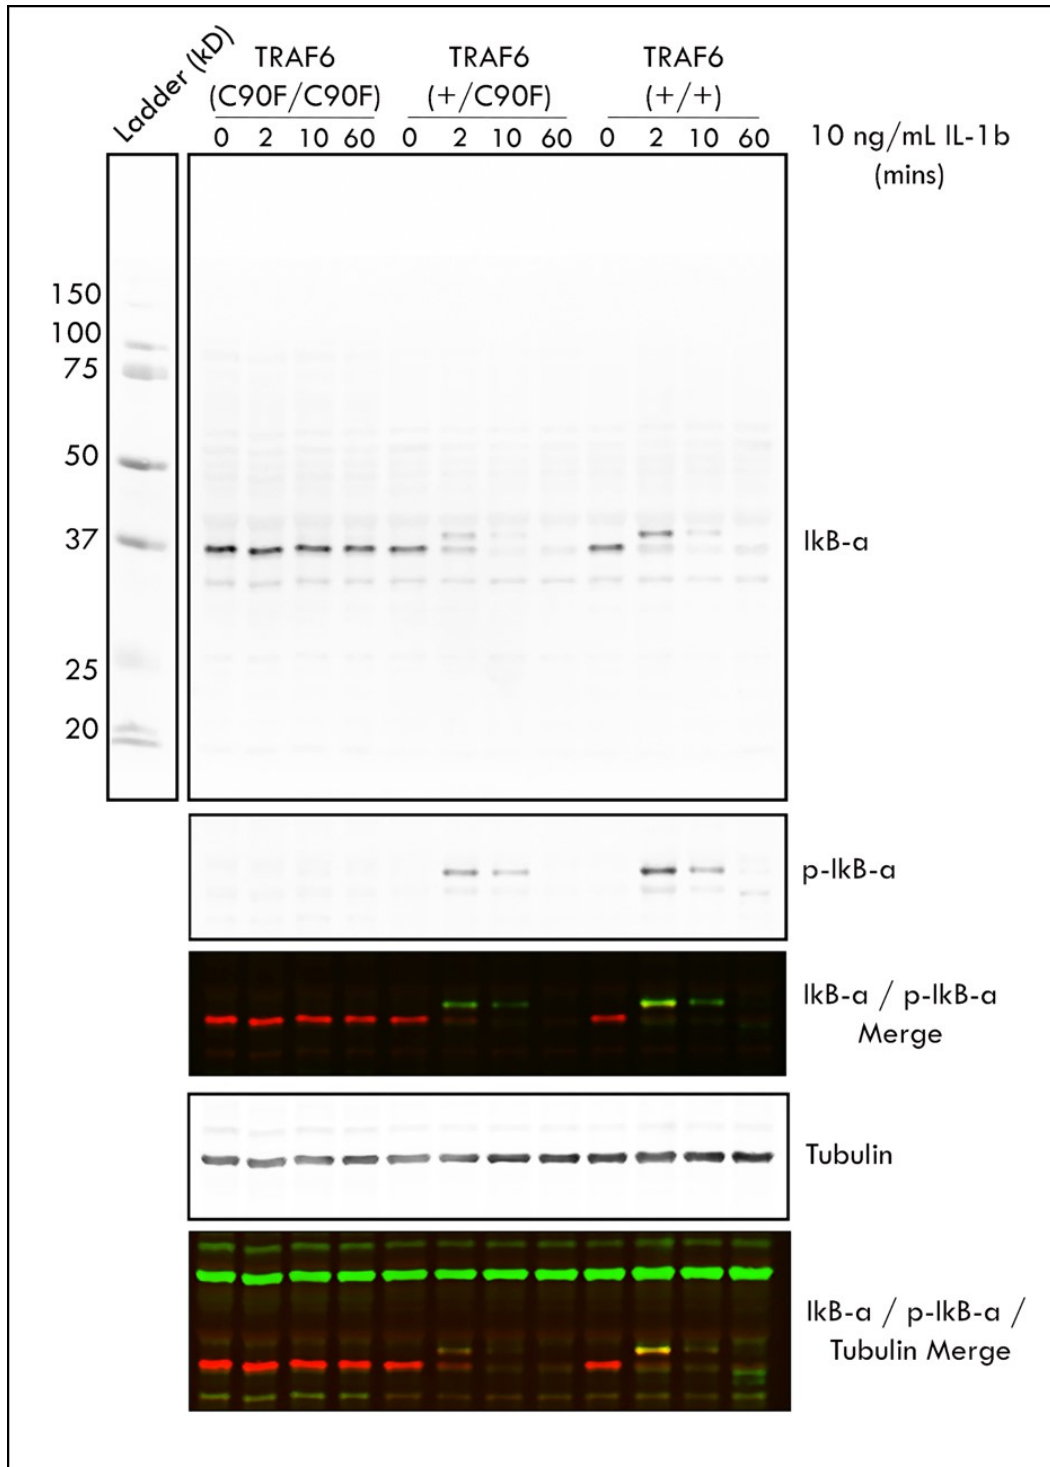 Ladder (kD)
TRAF6
(C90F/C90F)
TRAF6
(+/C90F)
TRAF6
(+/+)
0 2 10 60 0 2 10 60 0 2 10 60
10 ng/mL IL-1b
(mins)
150
100
75
50
37
25
20
IkB-a
p-IkB-a
IkB-a / p-IkB-a
Merge
Tubulin
IkB-a / p-IkB-a /
Tubulin Merge